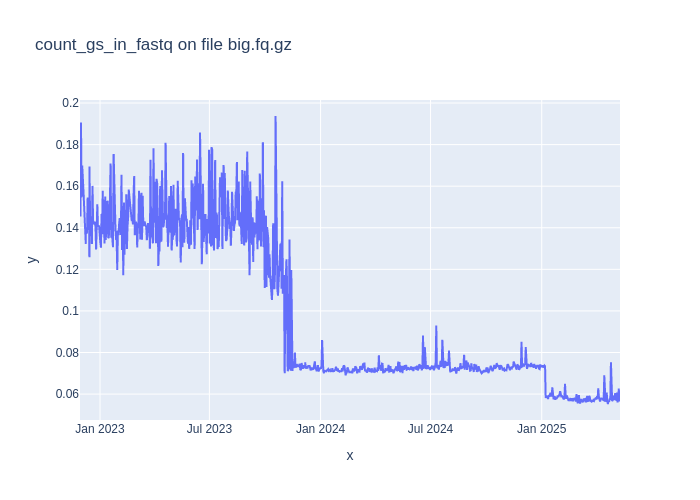 count_gs_in_fastq on file big.fq.gz
0.2
0.18
0.16
0.14
0.12
0.1
0.08
0.06
y
Jan 2023
Jul 2023
Jan 2024
Jul 2024
Jan 2025
x